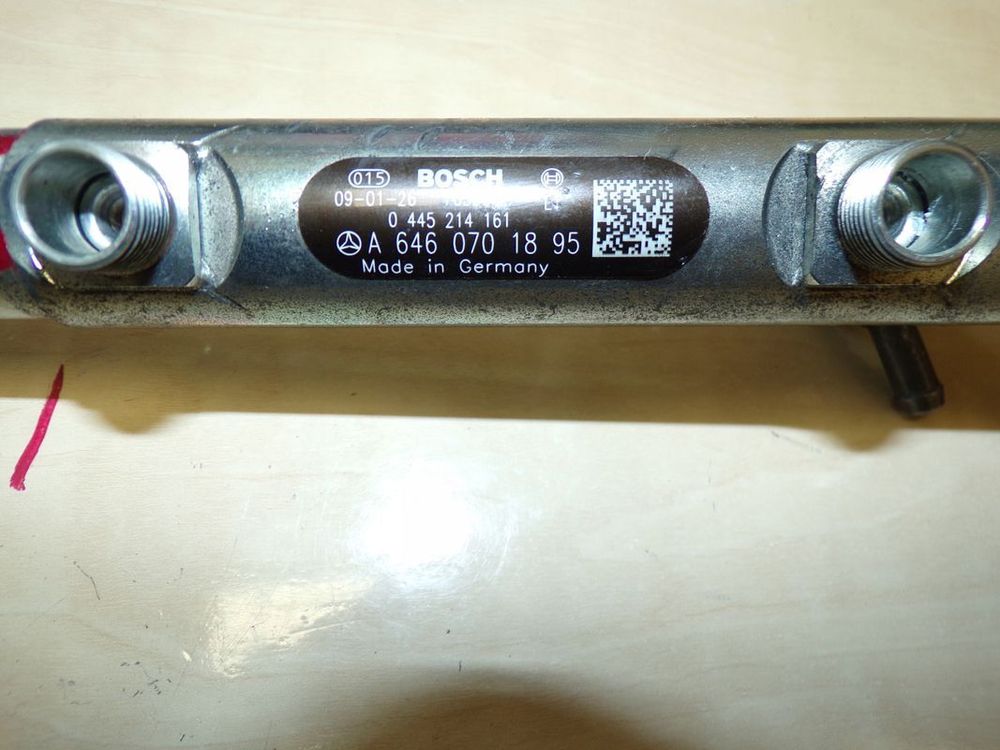 015 BOSCH
09-01-26
0 445 214 161
A 646 070 18 95
Made in Germany